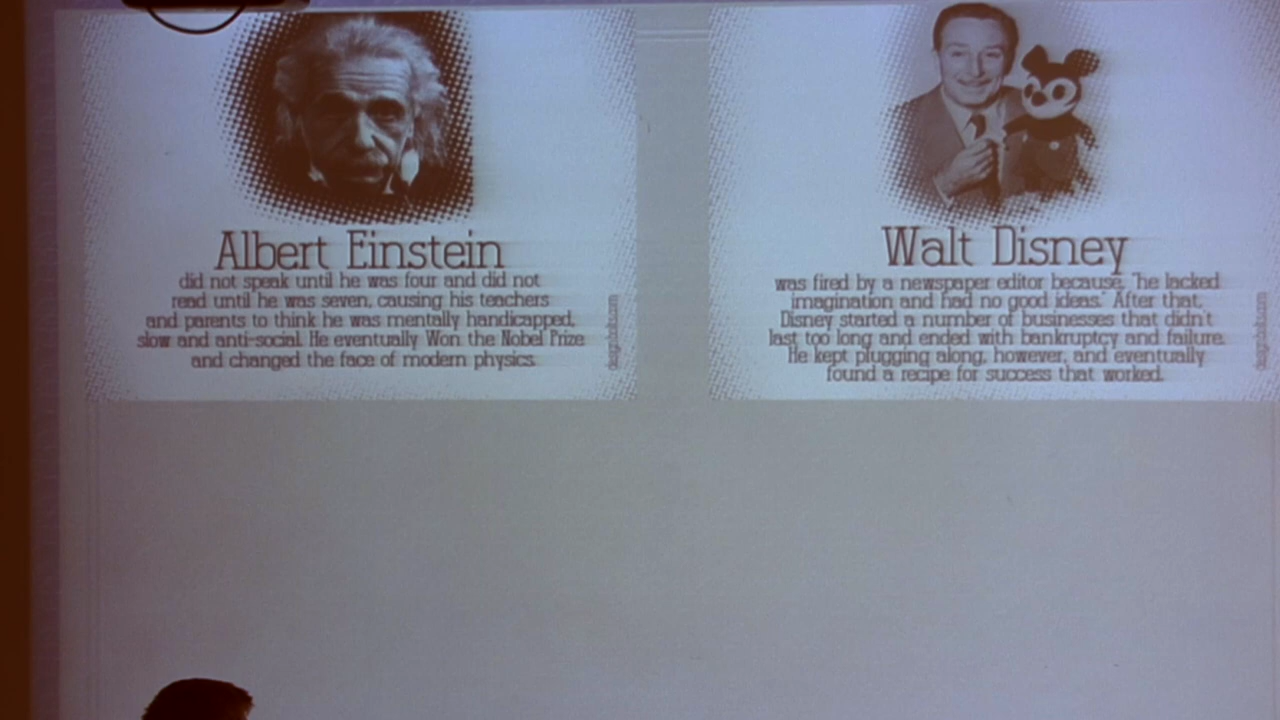 Albert Einstein
did not speak until he was four and did not
read until he was seven, causing his teachers
and parents to think he was mentally handicapped,
slow and anti-social. He eventually Won the Nobel Prize
and changed the face of modern physics.
Walt Disney
was fired by a newspaper editor because, "he lacked
imagination and had no good ideas." After that,
Disney started a number of businesses that didn't
last too long and ended with bankruptcy and failure.
He kept plugging along, however, and eventually
found a recipe for success that worked.